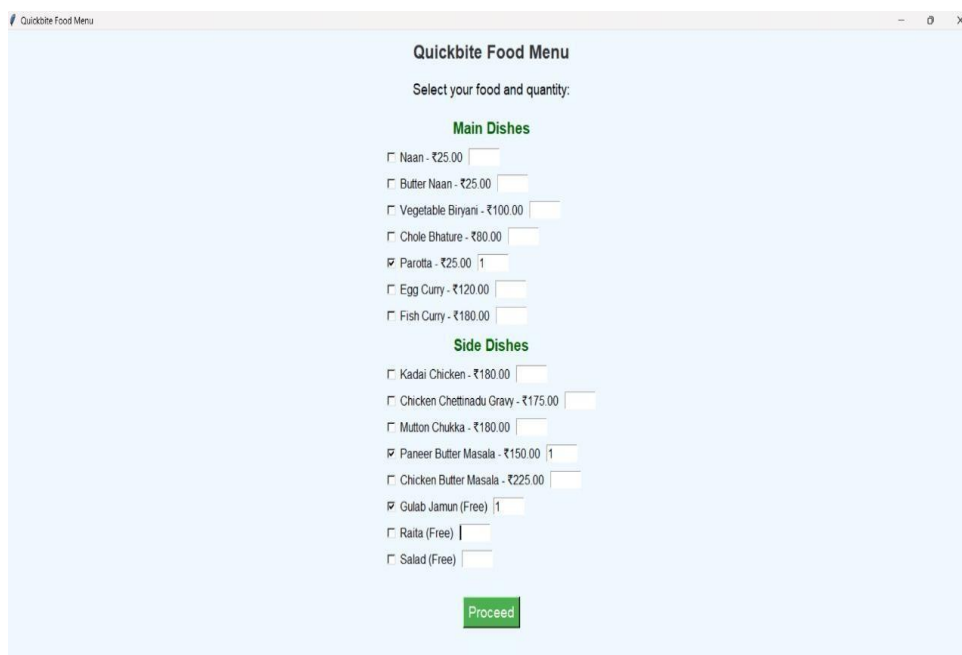 Quickbite Food Menu
Quickbite Food Menu
Select your food and quantity:
Main Dishes
Naan - ₹25.00
Butter Naan - ₹25.00
Vegetable Biryani - ₹100.00
Chole Bhature - ₹80.00
Parotta - ₹25.00 1
Egg Curry - ₹120.00
Fish Curry - ₹180.00
Side Dishes
Kadai Chicken - ₹180.00
Chicken Chettinadu Gravy - ₹175.00
Mutton Chukka - ₹180.00
Paneer Butter Masala - ₹150.00 1
Chicken Butter Masala - ₹225.00
Gulab Jamun (Free) 1
Raita (Free)
Salad (Free)
Proceed